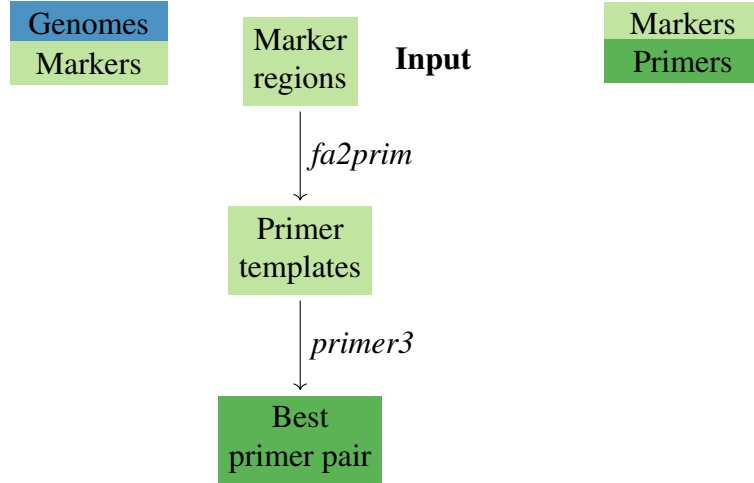 Genomes
Markers
Marker
regions
Input
Markers
Primers
fa2prim
Primer
templates
primer3
Best
primer pair